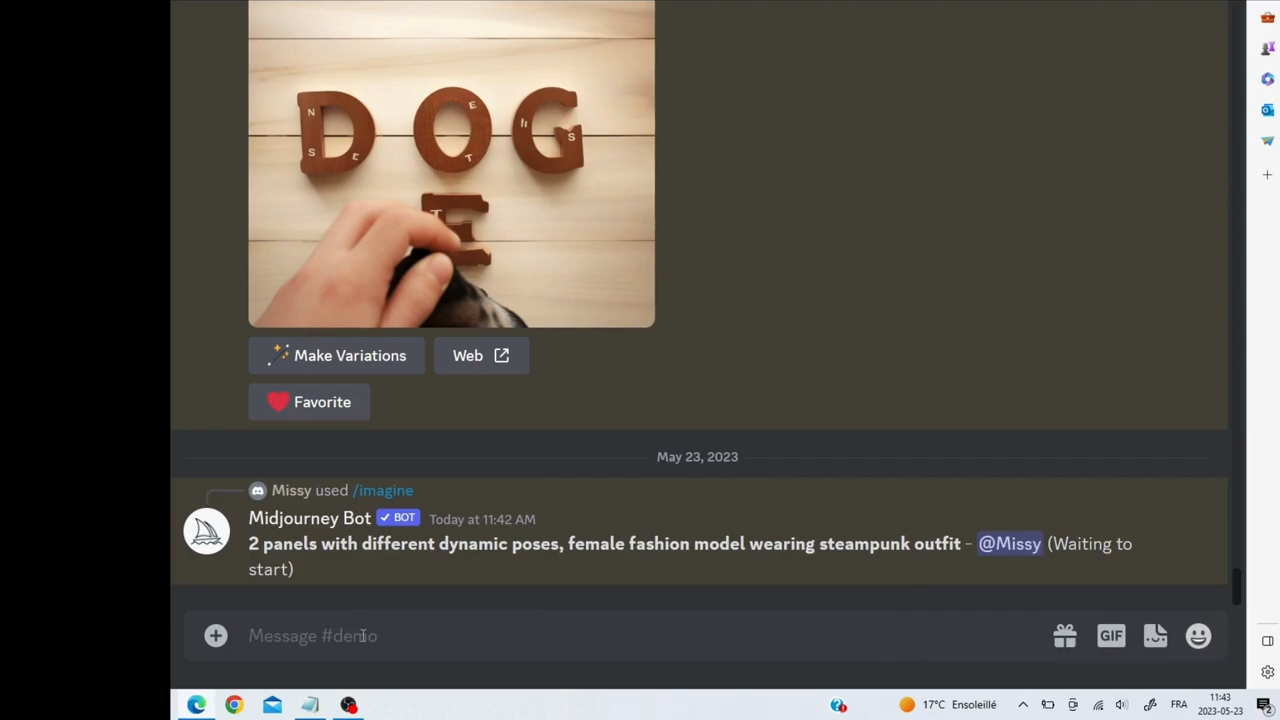 D O G
N
S
E
E
T
S
E
T
Make Variations
Web
Favorite
May 23, 2023
Missy used /imagine
Midjourney Bot ✓ BOT Today at 11:42 AM
2 panels with different dynamic poses, female fashion model wearing steampunk outfit - @Missy (Waiting to
start)
Message #demo
GIF
17°C Ensoleillé
FRA
11:43
2023-05-23
2